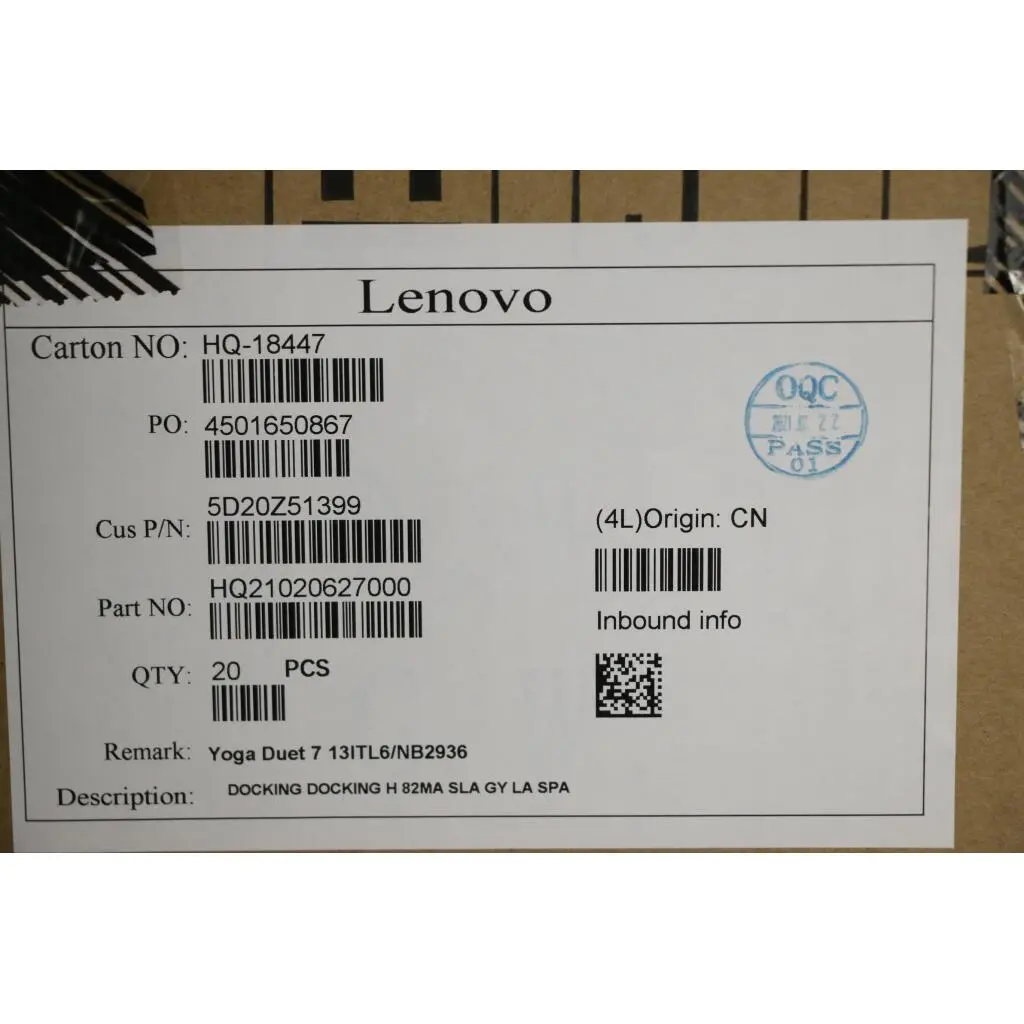 Lenovo
Carton NO: HQ-18447
PO: 4501650867
OQC
PASS
01
Cus P/N: 5D20Z51399
(4L)Origin: CN
Part NO: HQ21020627000
Inbound info
QTY: 20 PCS
Remark: Yoga Duet 7 13ITL6/NB2936
Description: DOCKING DOCKING H 82MA SLA GY LA SPA